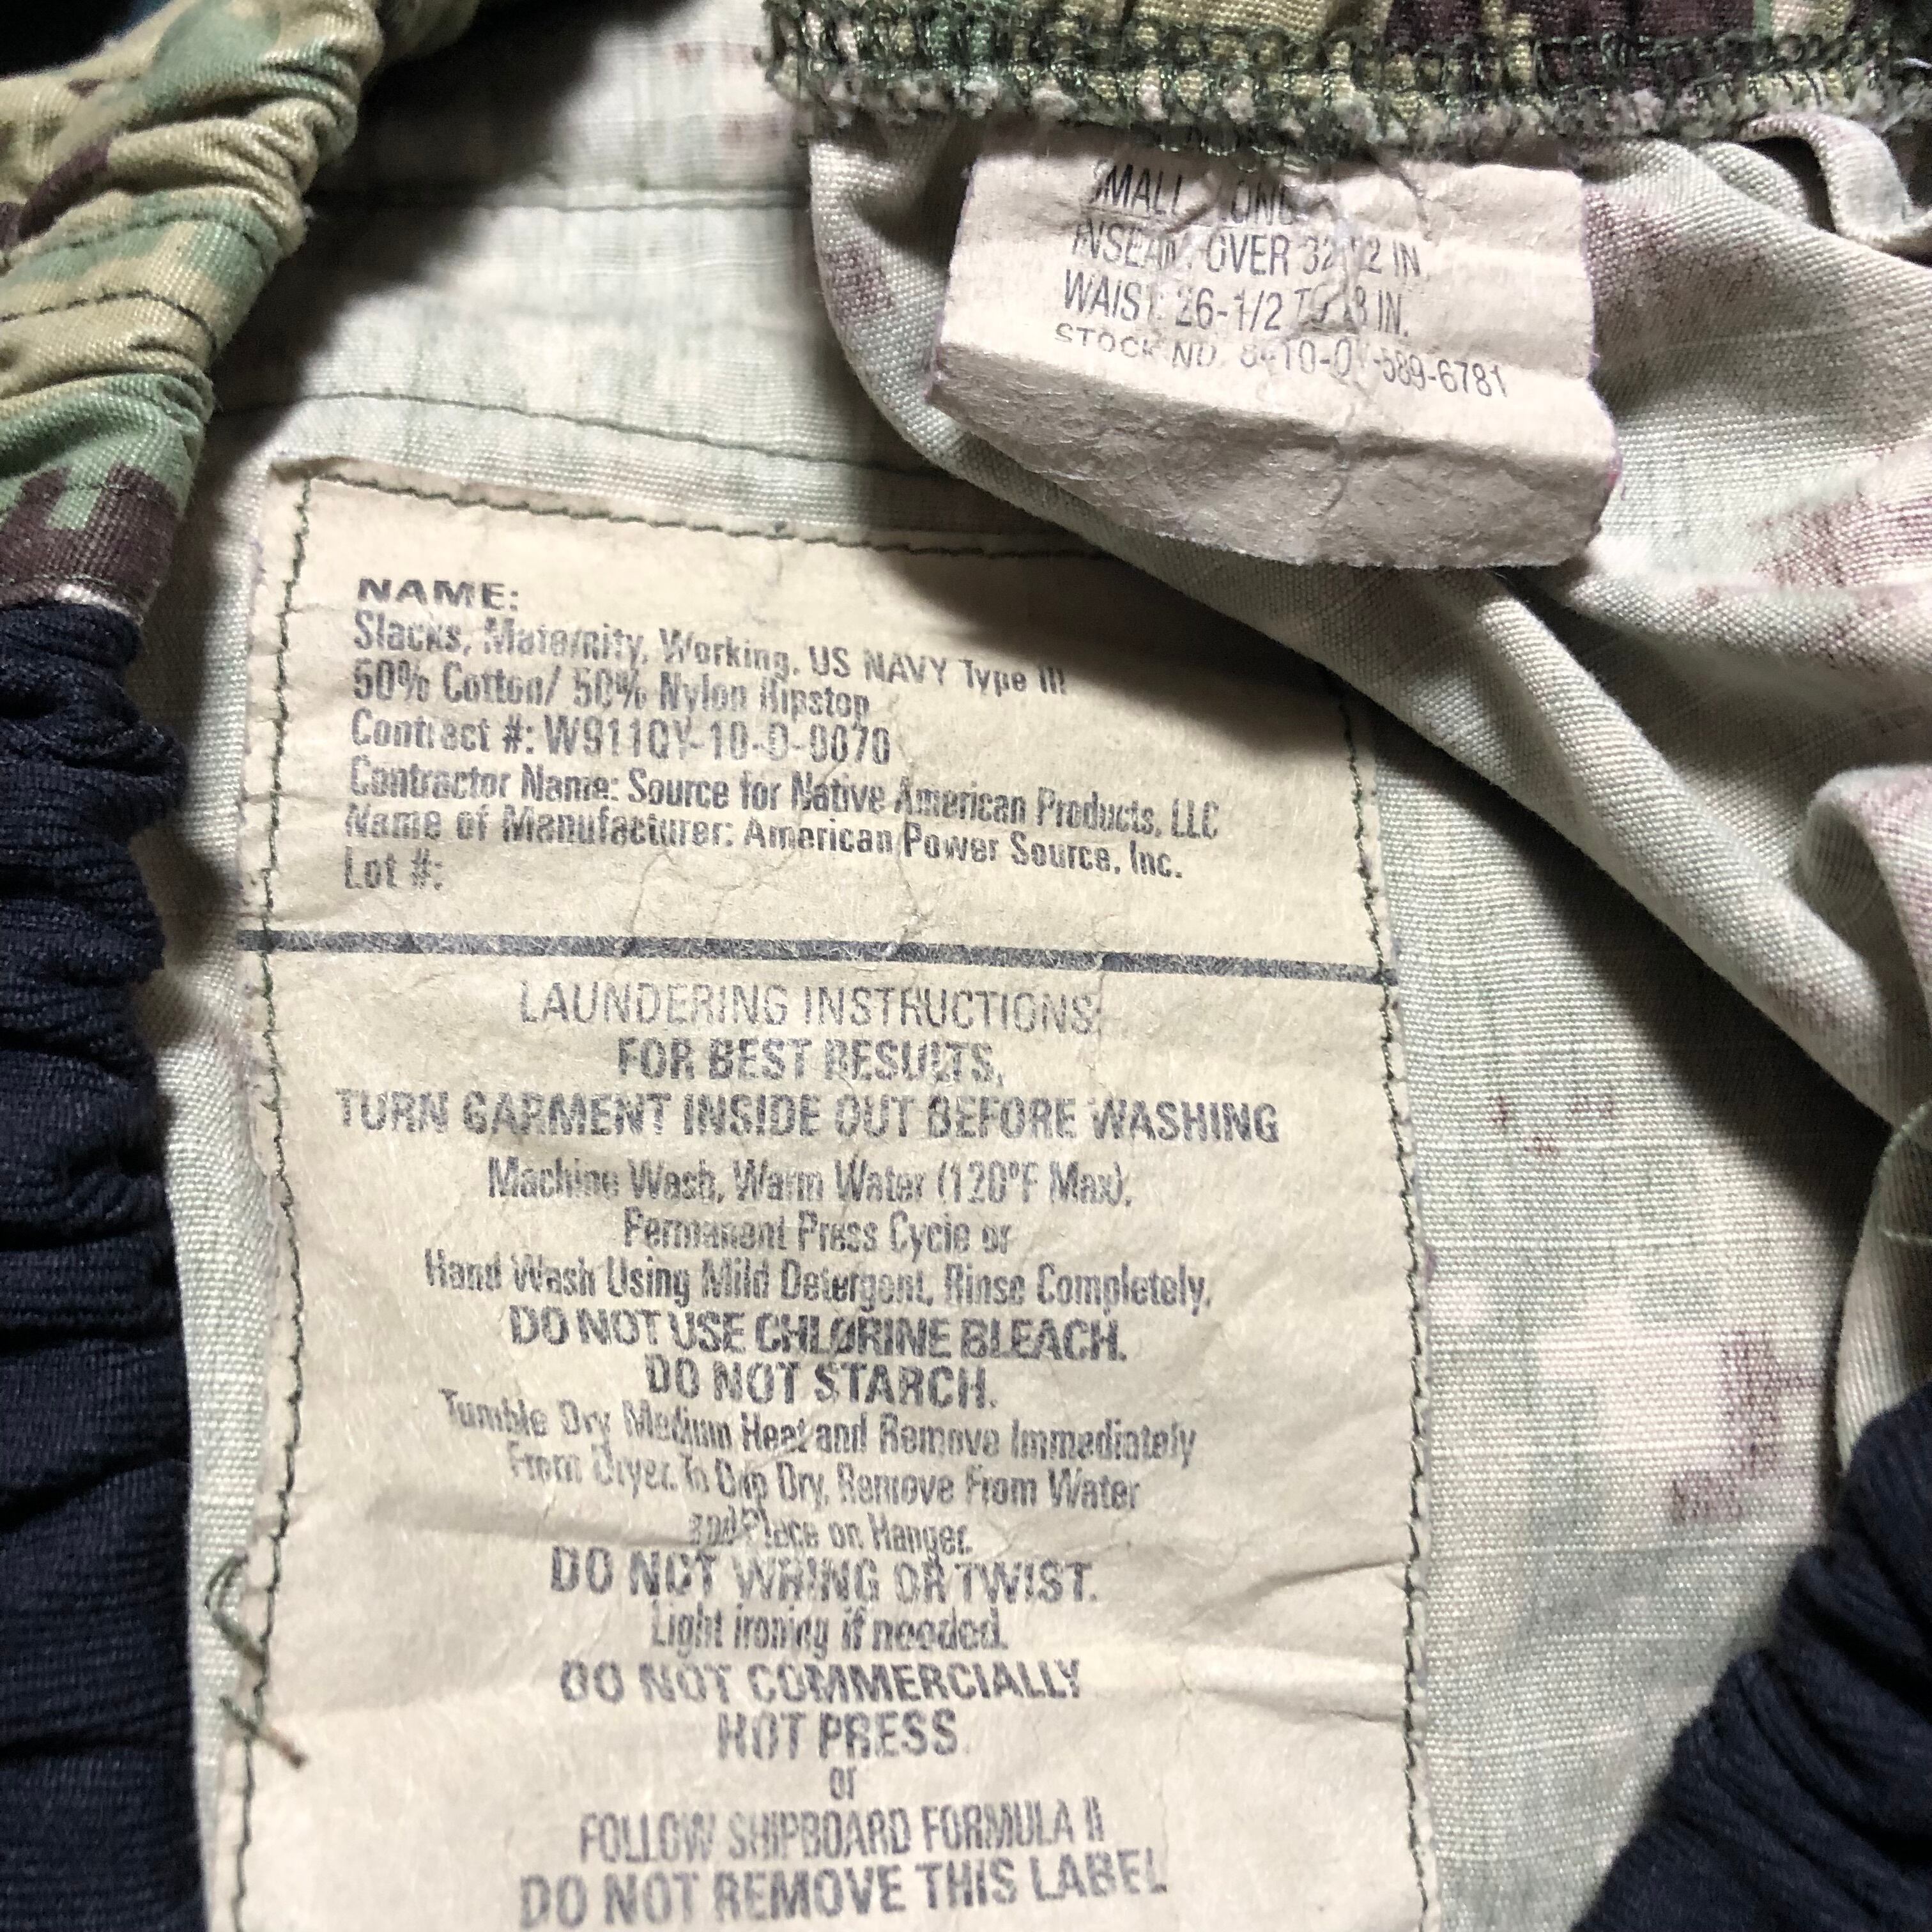 SMALL LONG
INSEAM: OVER 32 1/2 IN.
WAIST: 26-1/2 TO 28 IN.
STOCK NO. 8410-01-589-6781
NAME:
Slacks, Maternity, Working, US NAVY Type III
50% Cotton/ 50% Nylon Ripstop
Contract #: W911QY-10-D-0070
Contractor Name: Source for Native American Products, LLC
Name of Manufacturer: American Power Source, Inc.
Lot #:
LAUNDERING INSTRUCTIONS:
FOR BEST RESULTS,
TURN GARMENT INSIDE OUT BEFORE WASHING
Machine Wash, Warm Water (120°F Max),
Permanent Press Cycle or
Hand Wash Using Mild Detergent, Rinse Completely.
DO NOT USE CHLORINE BLEACH.
DO NOT STARCH.
Tumble Dry Medium Heat and Remove Immediately
From Dryer. To Drip Dry, Remove From Water
and Place on Hanger.
DO NOT WRING OR TWIST.
Light ironing if needed.
DO NOT COMMERCIALLY
HOT PRESS
or
FOLLOW SHIPBOARD FORMULA II
DO NOT REMOVE THIS LABEL